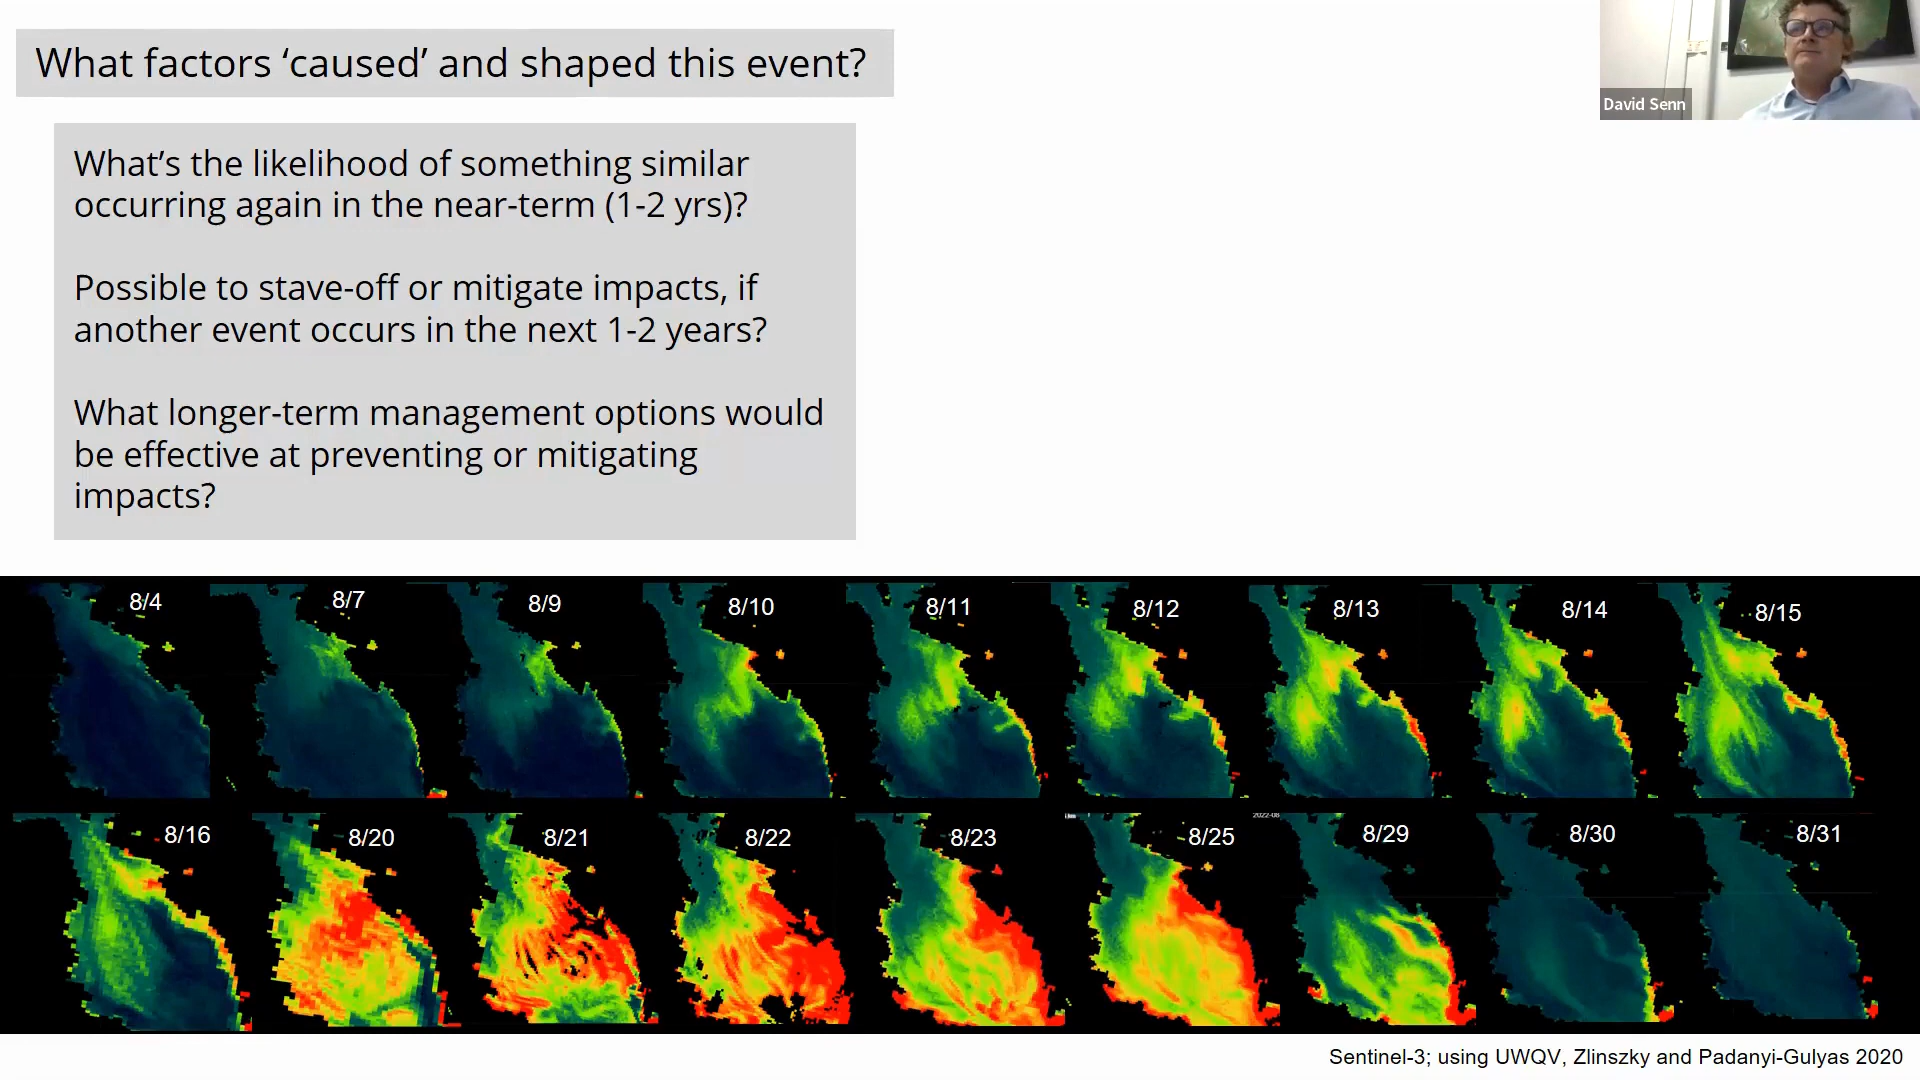 What factors ‘caused’ and shaped this event?
David Senn
What’s the likelihood of something similar
occurring again in the near-term (1-2 yrs)?
Possible to stave-off or mitigate impacts, if
another event occurs in the next 1-2 years?
What longer-term management options would
be effective at preventing or mitigating
impacts?
8/4 8/7 8/9 8/10 8/11 8/12 8/13 8/14 8/15
8/16 8/20 8/21 8/22 8/23 8/25 8/29 8/30 8/31
Sentinel-3; using UWQV, Zlinszky and Padanyi-Gulyas 2020